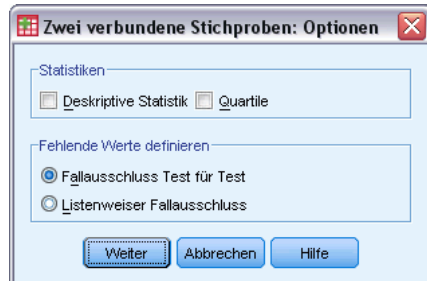 Zwei verbundene Stichproben: Optionen
Statistiken
Deskriptive Statistik Quartile
Fehlende Werte definieren
Fallausschluss Test für Test
Listenweiser Fallausschluss
Weiter Abbrechen Hilfe